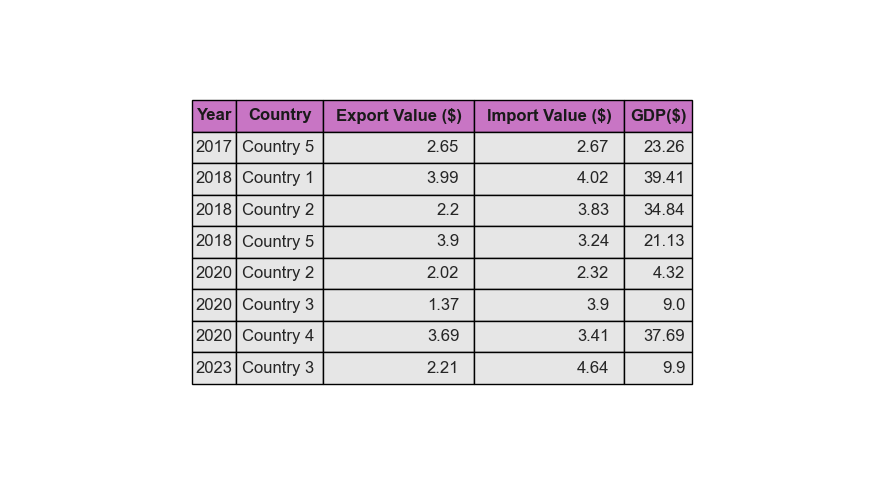 Year Country Export Value ($) Import Value ($) GDP($)
2017 Country 5 2.65 2.67 23.26
2018 Country 1 3.99 4.02 39.41
2018 Country 2 2.2 3.83 34.84
2018 Country 5 3.9 3.24 21.13
2020 Country 2 2.02 2.32 4.32
2020 Country 3 1.37 3.9 9.0
2020 Country 4 3.69 3.41 37.69
2023 Country 3 2.21 4.64 9.9